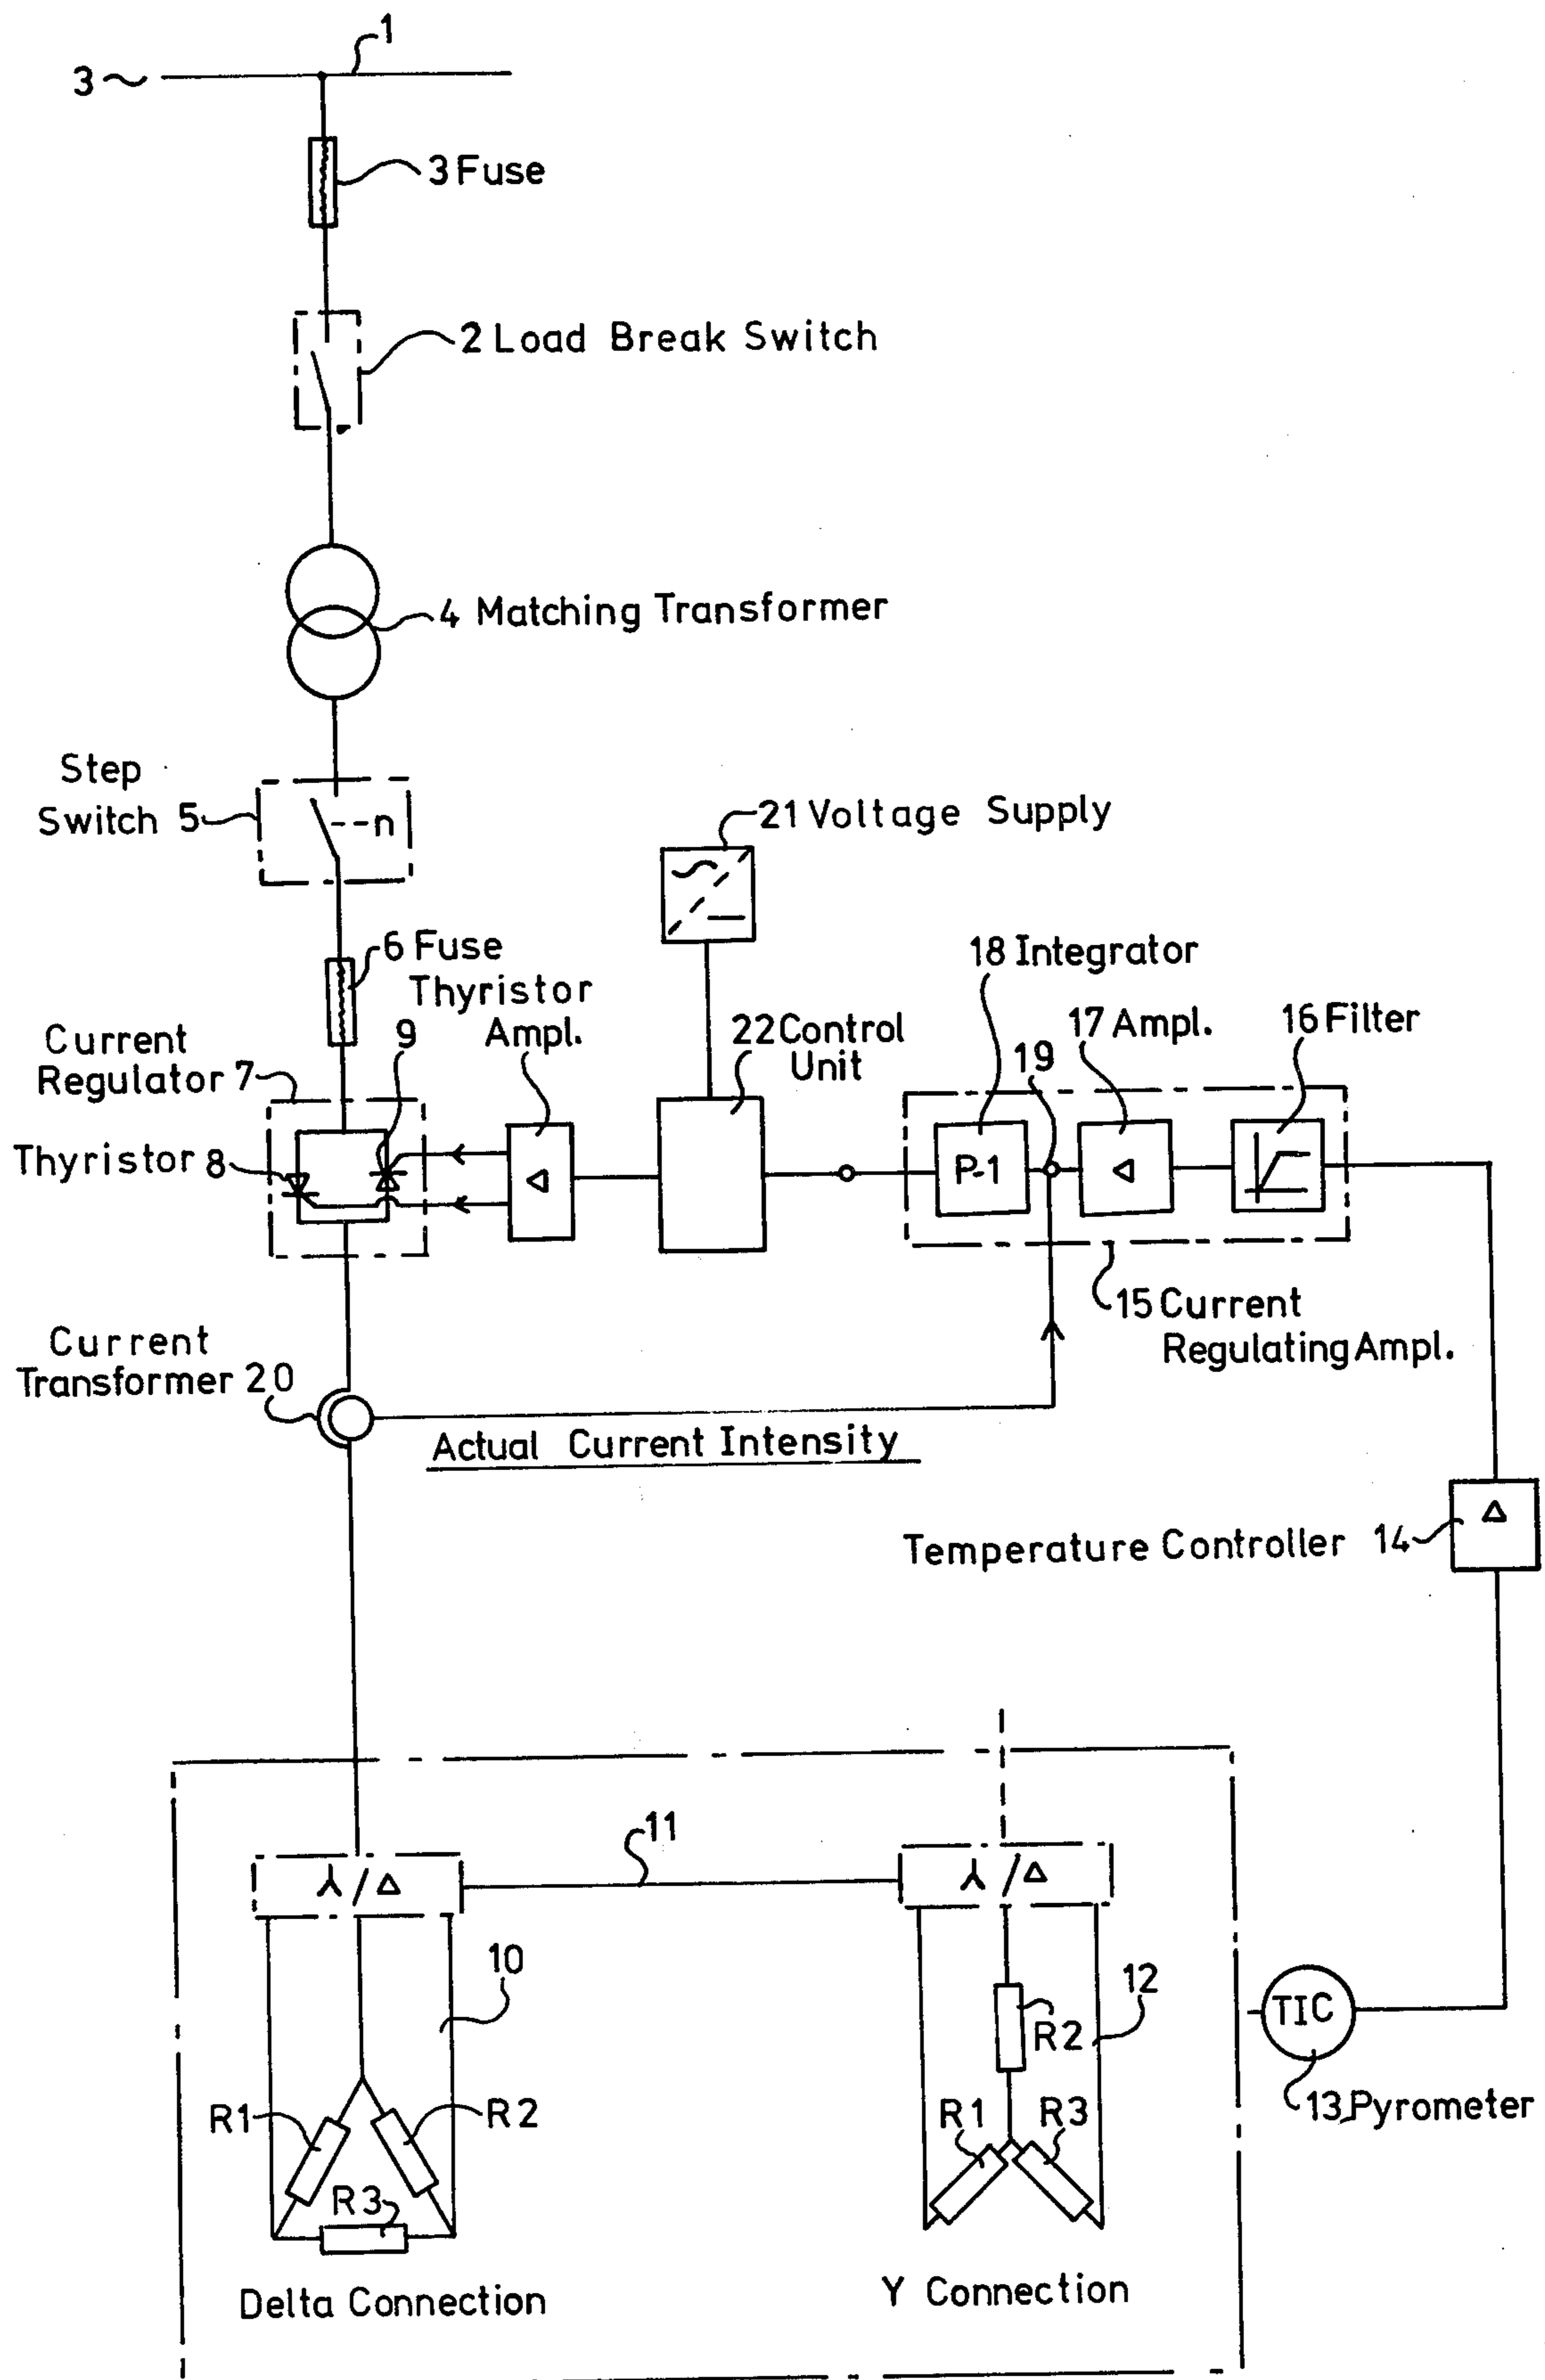 1
3 ~
3 Fuse
2 Load Break Switch
4 Matching Transformer
Step
Switch 5
--n
21 Voltage Supply
6 Fuse
Thyristor
Ampl.
18 Integrator
17 Ampl.
16 Filter
Current
Regulator 7
9
22 Control
Unit
19
Thyristor 8
P-1
15 Current
Regulating Ampl.
Current
Transformer 20
Actual Current Intensity
Temperature Controller 14
11
⅄ / Δ
⅄ / Δ
10
12
TIC
R2
13 Pyrometer
R1
R2
R1
R3
R3
Delta Connection
Y Connection